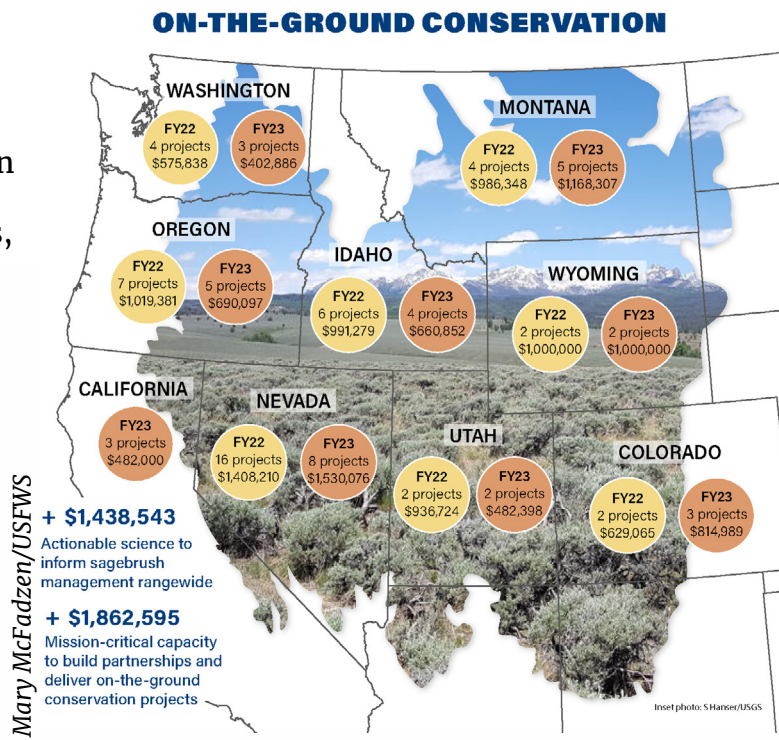 ON-THE-GROUND CONSERVATION
n
s,
WASHINGTON
FY22
4 projects
$575,838
FY23
3 projects
$402,886
MONTANA
FY22
4 projects
$986,348
FY23
5 projects
$1,168,307
OREGON
FY22
7 projects
$1,019,381
FY23
5 projects
$690,097
IDAHO
FY22
6 projects
$991,279
FY23
4 projects
$660,852
WYOMING
FY22
2 projects
$1,000,000
FY23
2 projects
$1,000,000
CALIFORNIA
FY23
3 projects
$482,000
NEVADA
FY22
16 projects
$1,408,210
FY23
8 projects
$1,530,076
UTAH
FY22
2 projects
$936,724
FY23
2 projects
$482,398
COLORADO
FY22
2 projects
$629,065
FY23
3 projects
$814,989
+ $1,438,543
Actionable science to
inform sagebrush
management rangewide
+ $1,862,595
Mission-critical capacity
to build partnerships and
deliver on-the-ground
conservation projects
Mary McFadzen/USFWS
Inset photo: S Hanser/USGS